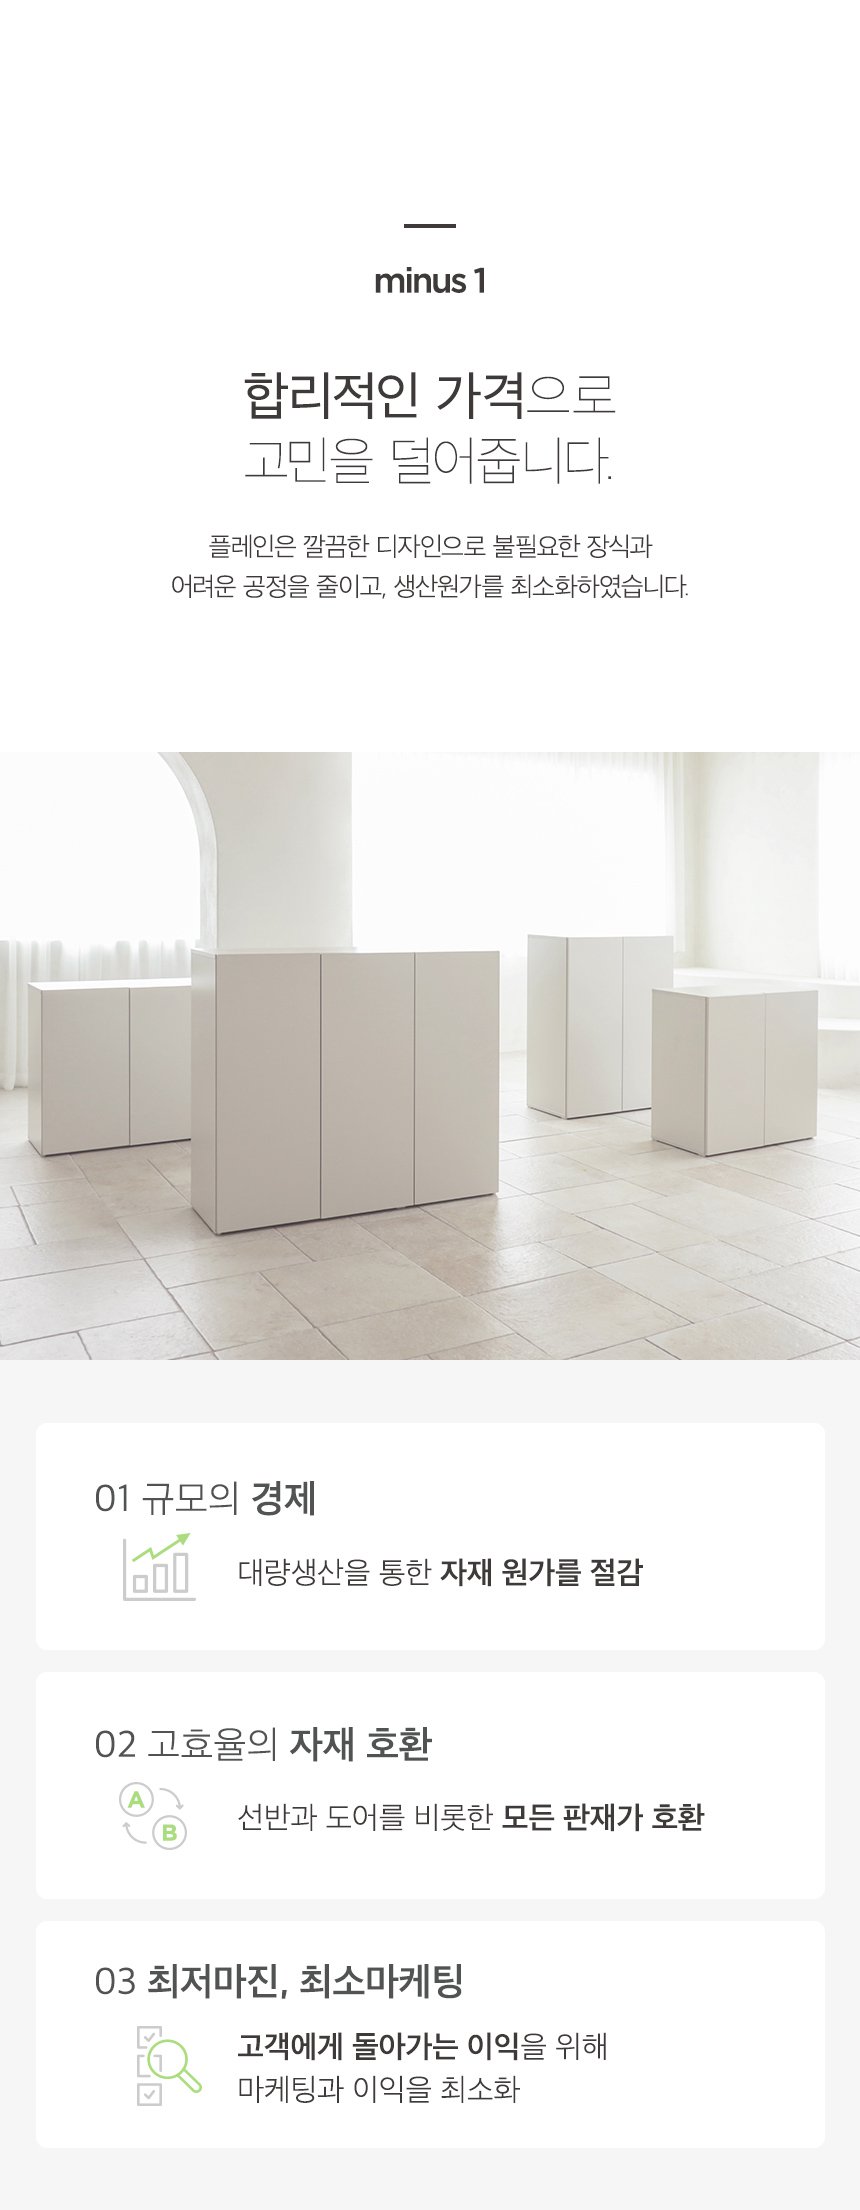 minus 1
합리적인 가격으로
고민을 덜어줍니다.
플레인은 깔끔한 디자인으로 불필요한 장식과
어려운 공정을 줄이고, 생산원가를 최소화하였습니다.
01 규모의 경제
대량생산을 통한 자재 원가를 절감
02 고효율의 자재 호환
A
B
선반과 도어를 비롯한 모든 판재가 호환
03 최저마진, 최소마케팅
고객에게 돌아가는 이익을 위해
마케팅과 이익을 최소화